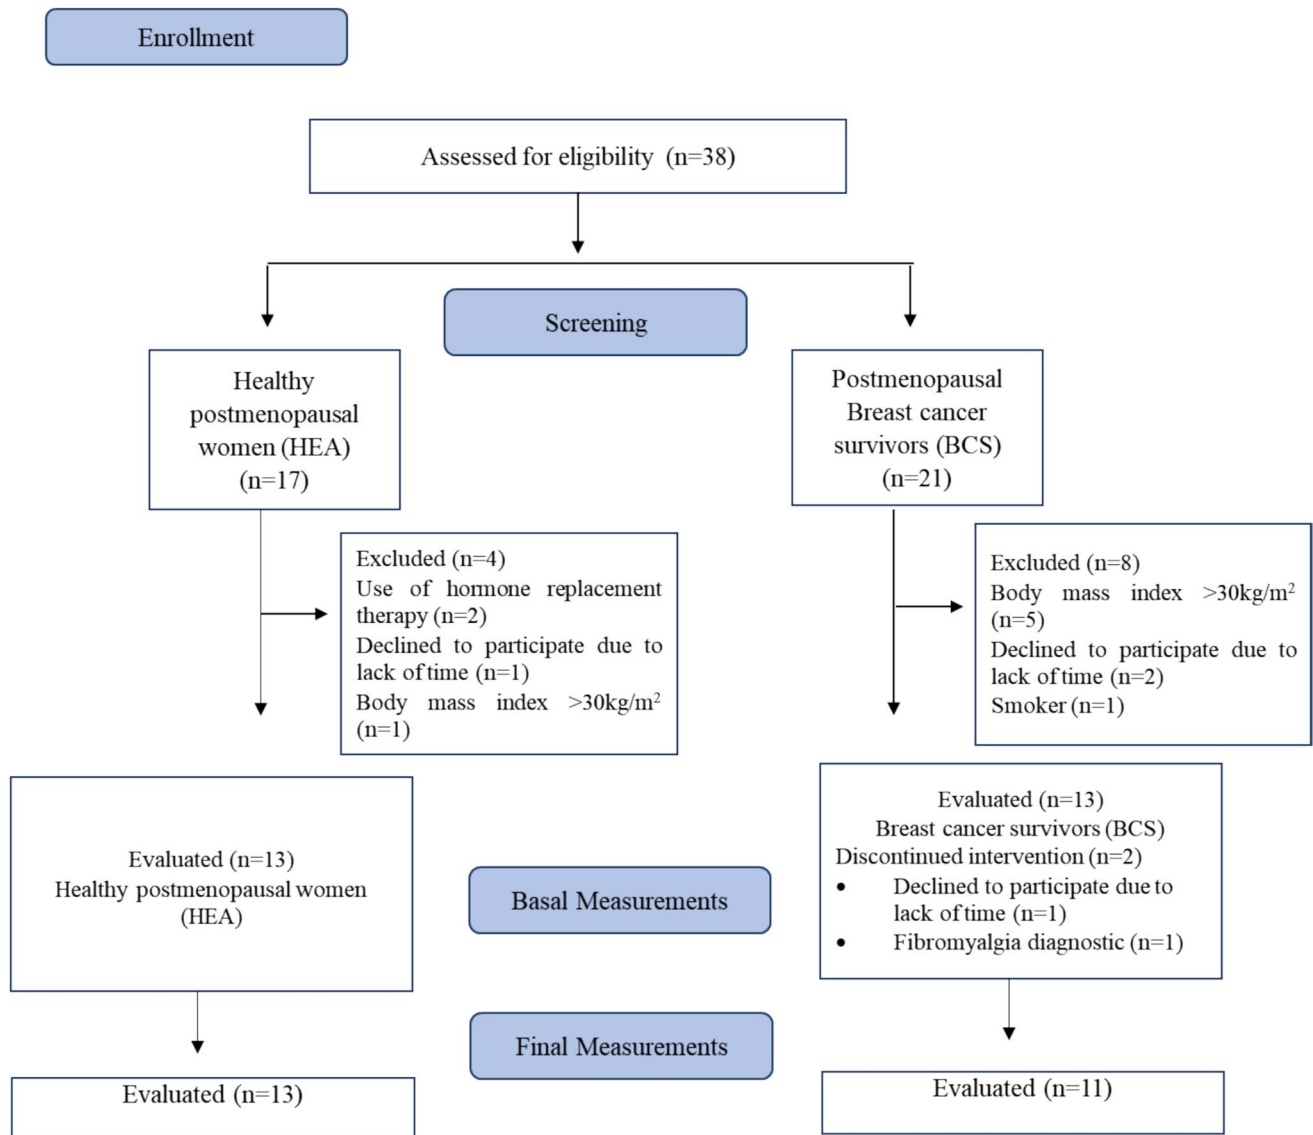 Enrollment
Assessed for eligibility (n=38)
Screening
Healthy
postmenopausal
women (HEA)
(n=17)
Postmenopausal
Breast cancer
survivors (BCS)
(n=21)
Excluded (n=4)
Use of hormone replacement
therapy (n=2)
Declined to participate due to
lack of time (n=1)
Body mass index >30kg/m²
(n=1)
Excluded (n=8)
Body mass index >30kg/m²
(n=5)
Declined to participate due to
lack of time (n=2)
Smoker (n=1)
Evaluated (n=13)
Healthy postmenopausal women
(HEA)
Basal Measurements
Evaluated (n=13)
Breast cancer survivors (BCS)
Discontinued intervention (n=2)
• Declined to participate due to
lack of time (n=1)
• Fibromyalgia diagnostic (n=1)
Final Measurements
Evaluated (n=13)
Evaluated (n=11)